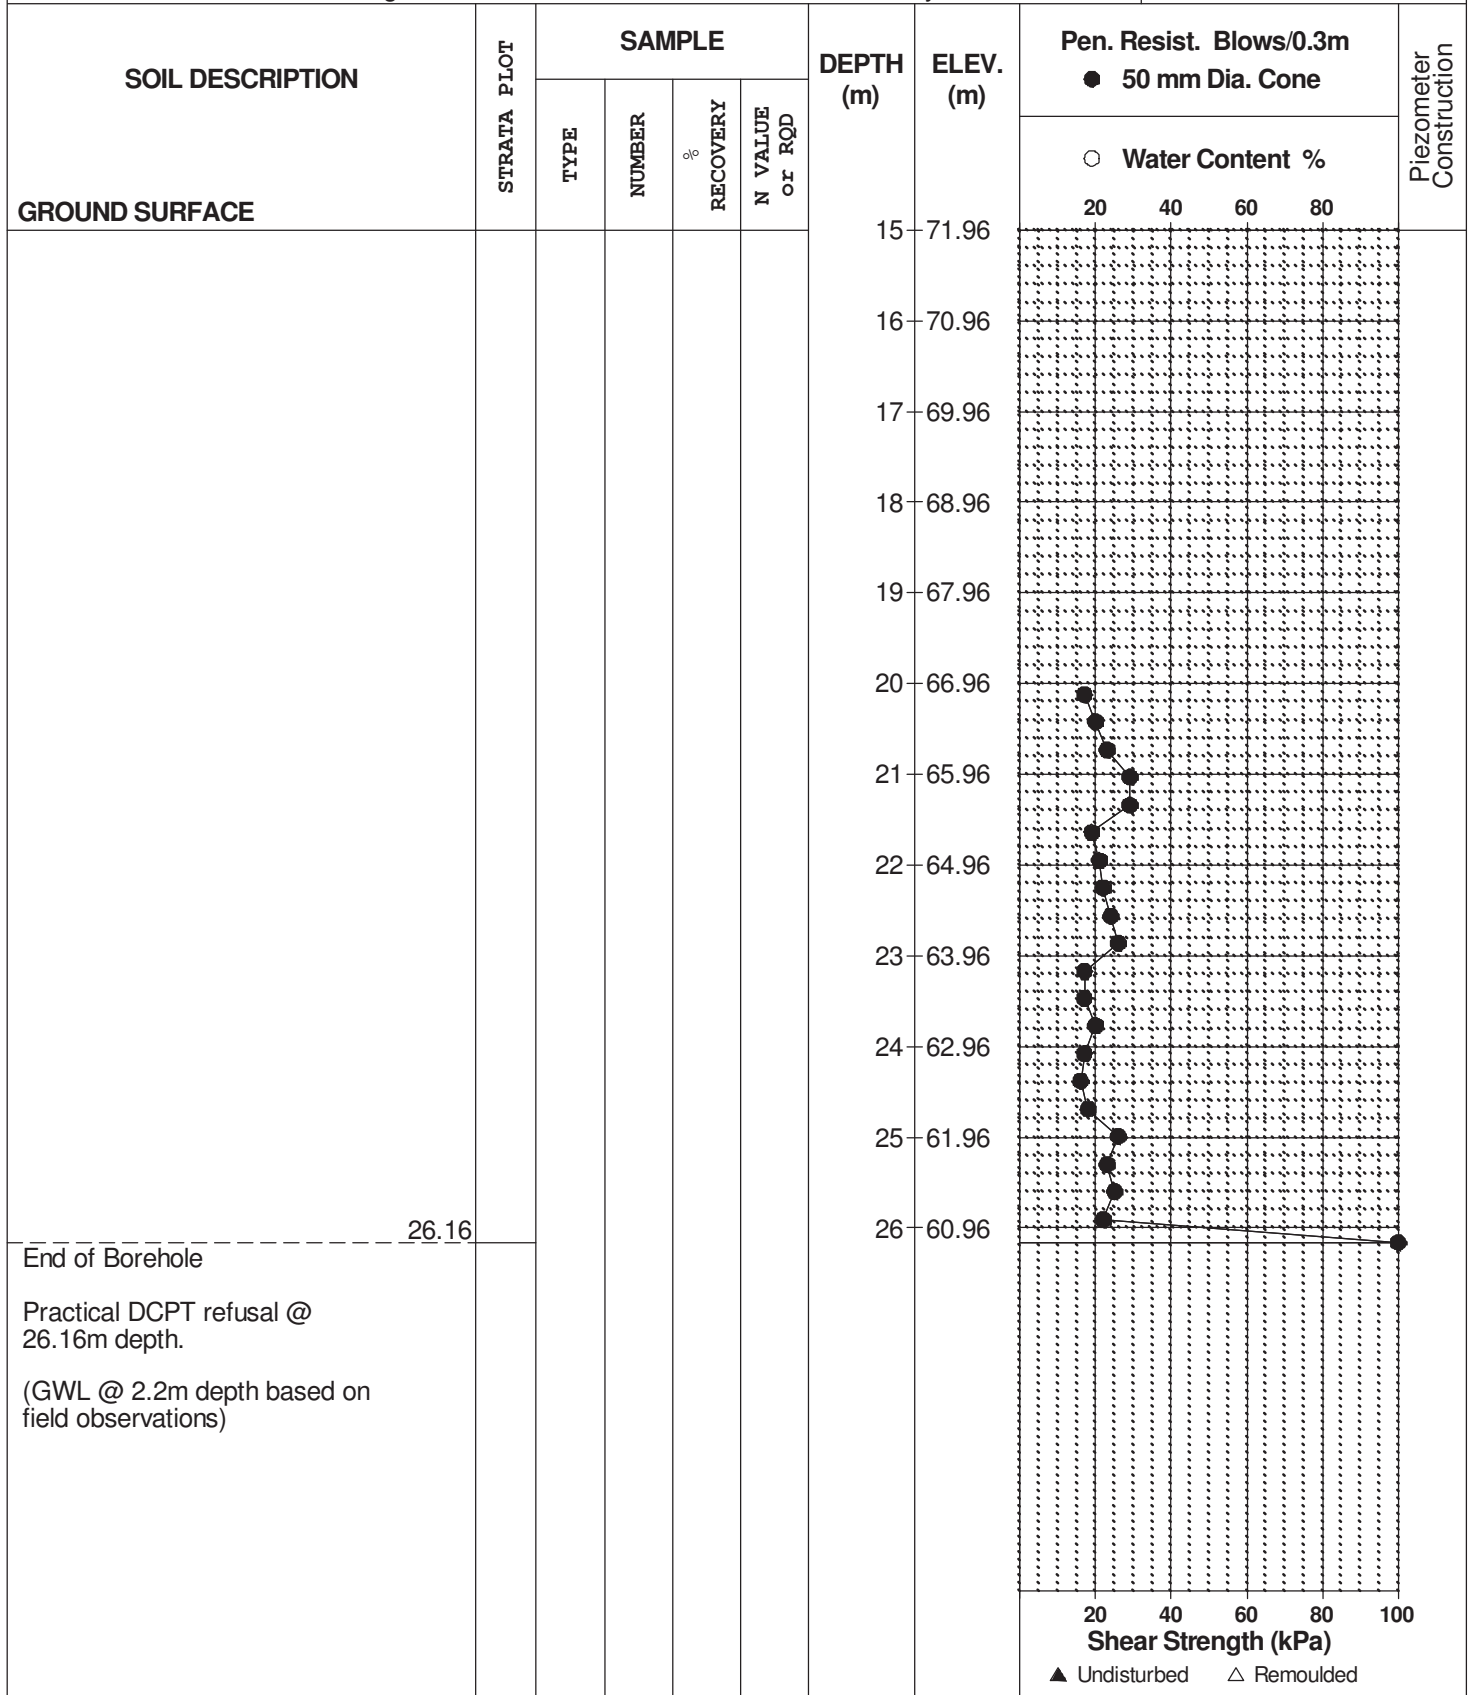 SOIL DESCRIPTION
GROUND SURFACE
STRATA PLOT
SAMPLE
TYPE
NUMBER
%
RECOVERY
N VALUE
or RQD
DEPTH
(m)
ELEV.
(m)
Pen. Resist. Blows/0.3m
● 50 mm Dia. Cone
○ Water Content %
20 40 60 80
Piezometer
Construction
15 71.96
16 70.96
17 69.96
18 68.96
19 67.96
20 66.96
21 65.96
22 64.96
23 63.96
24 62.96
25 61.96
26 60.96
26.16
End of Borehole
Practical DCPT refusal @
26.16m depth.
(GWL @ 2.2m depth based on
field observations)
20 40 60 80 100
Shear Strength (kPa)
▲ Undisturbed △ Remoulded